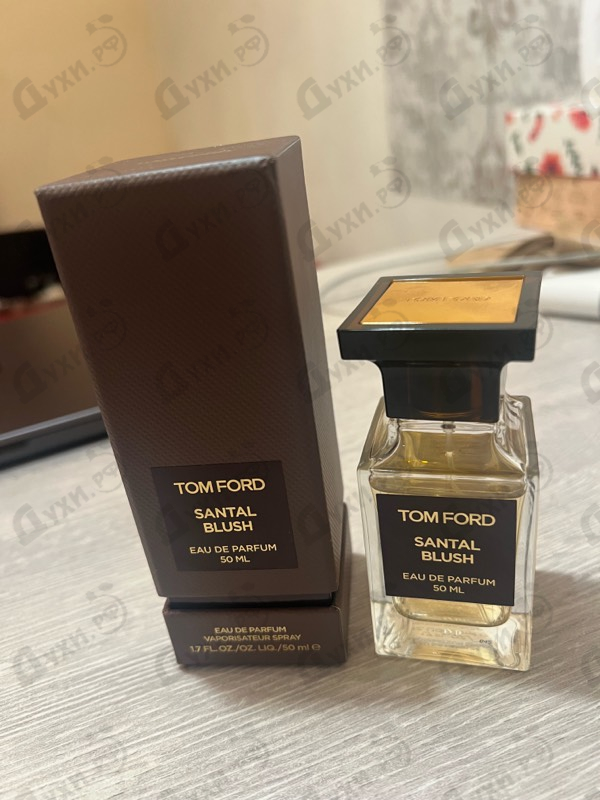 TOM FORD
SANTAL
BLUSH
EAU DE PARFUM
50 ML
EAU DE PARFUM
VAPORISATEUR SPRAY
1.7 FL.OZ./OZ. LIQ./50 ml ℮
TOM FORD
SANTAL
BLUSH
EAU DE PARFUM
50 ML
Духи.рф